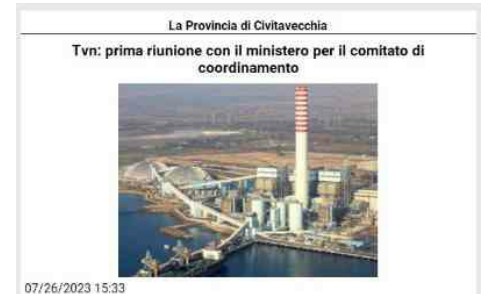 La Provincia di Civitavecchia
Tvn: prima riunione con il ministero per il comitato di
coordinamento
07/26/2023 15:33